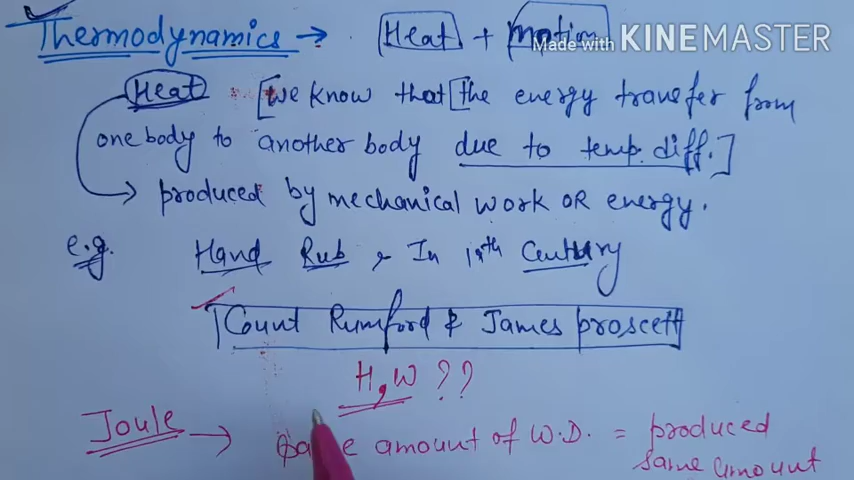 Thermodynamics → Heat + motion
Made with KINEMASTER
Heat [we know that [the energy transfer from
one body to another body due to temp. diff.]
→ produced by mechanical work OR energy.
e.g. Hand Rub, In Century
Count Rumford & James proscett
H, W ??
Joule → amount of W.D. = produced
same amount